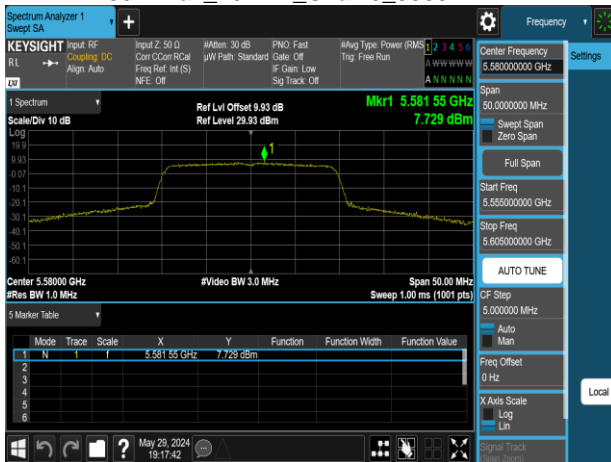 Spectrum Analyzer 1
Swept SA
+
Frequency
KEYSIGHT
Input: RF
Input Z: 50 Ω
#Atten: 30 dB
PNO: Fast
#Avg Type: Power (RMS
1 2 3 4 5 6
R L
Coupling: DC
Corr CCorr RCal
µW Path: Standard
Gate: Off
Trig: Free Run
A W W W W W
Align: Auto
Freq Ref: Int (S)
IF Gain: Low
NFE: Off
Sig Track: Off
A N N N N N
LXI
Center Frequency
5.580000000 GHz
Settings
1 Spectrum
Ref Lvl Offset 9.93 dB
Mkr1 5.581 55 GHz
Scale/Div 10 dB
Ref Level 29.93 dBm
7.729 dBm
Log
19.9
9.93
-0.07
-10.1
-20.1
-30.1
-40.1
-50.1
-60.1
1
Center 5.58000 GHz
#Video BW 3.0 MHz
Span 50.00 MHz
#Res BW 1.0 MHz
Sweep 1.00 ms (1001 pts)
Span
50.0000000 MHz
Swept Span
Zero Span
Full Span
Start Freq
5.555000000 GHz
Stop Freq
5.605000000 GHz
AUTO TUNE
CF Step
5.000000 MHz
Auto
Man
Freq Offset
0 Hz
X Axis Scale
Log
Lin
Signal Track
(Span Zoom)
Local
5 Marker Table
Mode Trace Scale X Y Function Function Width Function Value
1 N 1 f 5.581 55 GHz 7.729 dBm
2
3
4
5
6
?
May 29, 2024
19:17:42